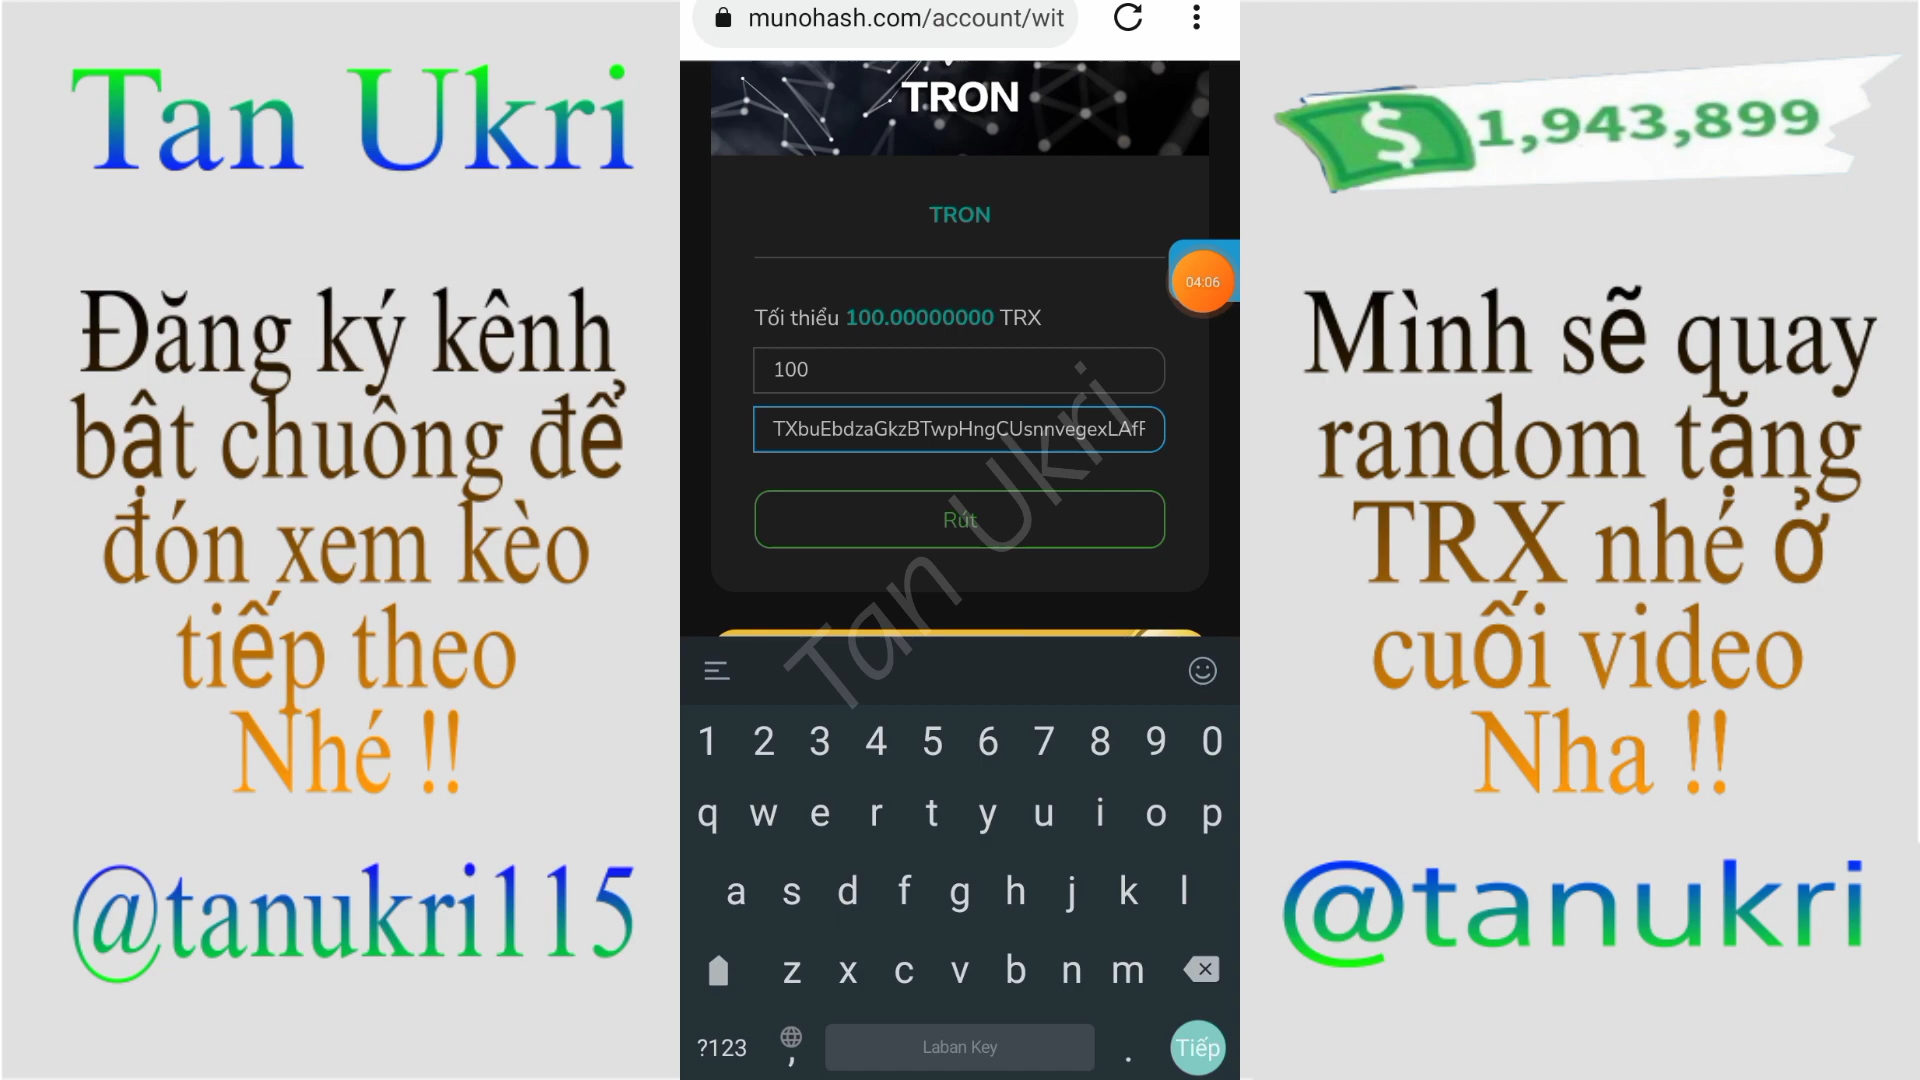 Tan Ukri
Đăng ký kênh
bật chuông để
đón xem kèo
tiếp theo
Nhé !!
@tanukri115
munohash.com/account/wit
TRON
TRON
04:06
Tối thiểu 100.00000000 TRX
100
TXbuEbdzaGkzBTwpHngCUsnnvegexLAfF
Rút
Tan Ukri
1 2 3 4 5 6 7 8 9 0
q w e r t y u i o p
a s d f g h j k l
z x c v b n m
?123 , Laban Key . Tiếp
$ 1,943,899
Mình sẽ quay
random tặng
TRX nhé ở
cuối video
Nha !!
@tanukri